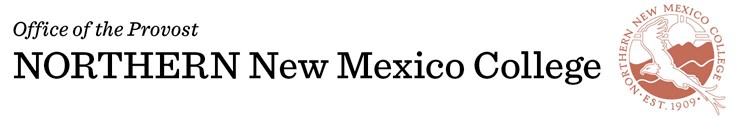 Office of the Provost
NORTHERN New Mexico College
NORTHERN NEW MEXICO COLLEGE
· EST. 1909 ·